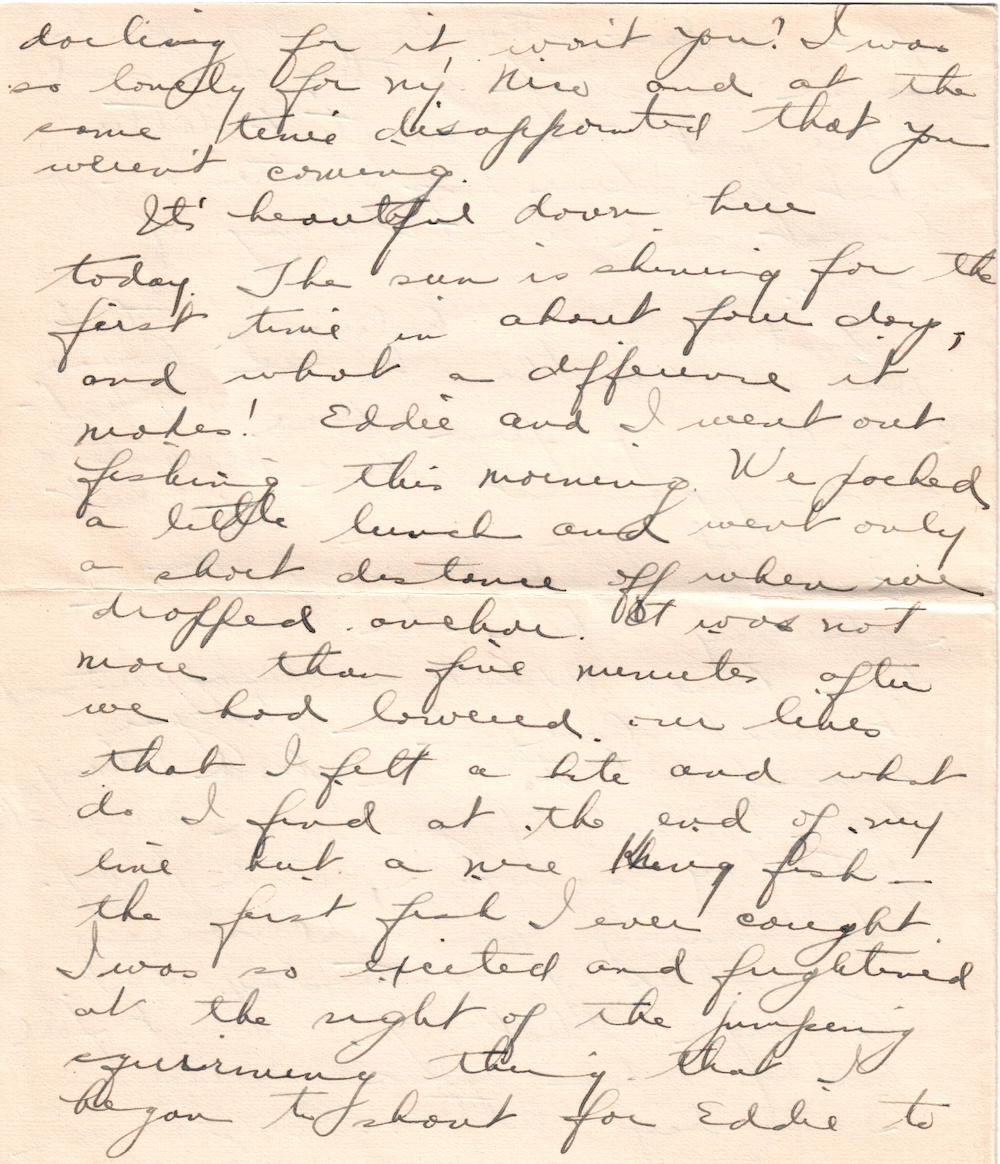 darling for it won't you? I was
so lonely for my Nico and at the
same time disappointed that you
weren't coming.
It's beautiful down here
today. The sun is shining for the
first time in about four days,
and what a difference it
makes! Eddie and I went out
fishing this morning. We packed
a little lunch and went only
a short distance off when we
dropped anchor. It was not
more than five minutes after
we had lowered our lines
that I felt a bite and what
do I find at the end of my
line but a nice King fish —
the first fish I ever caught.
I was so excited and frightened
at the sight of the jumping
squirming thing that I
began to shout for Eddie to